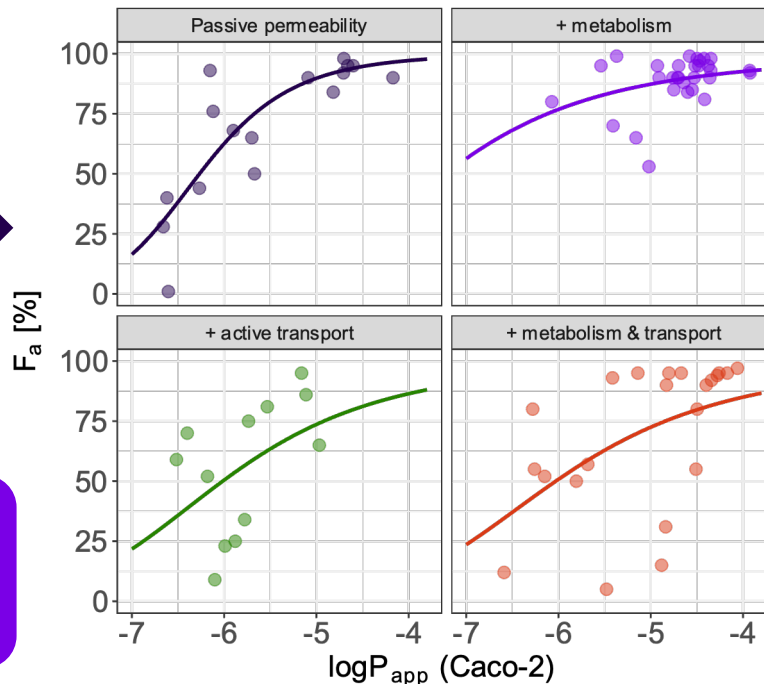 Passive permeability
+ metabolism
100
75
50
25
0
+ active transport
+ metabolism & transport
100
75
50
25
0
-7 -6 -5 -4 -7 -6 -5 -4
Fa [%]
logPapp (Caco-2)